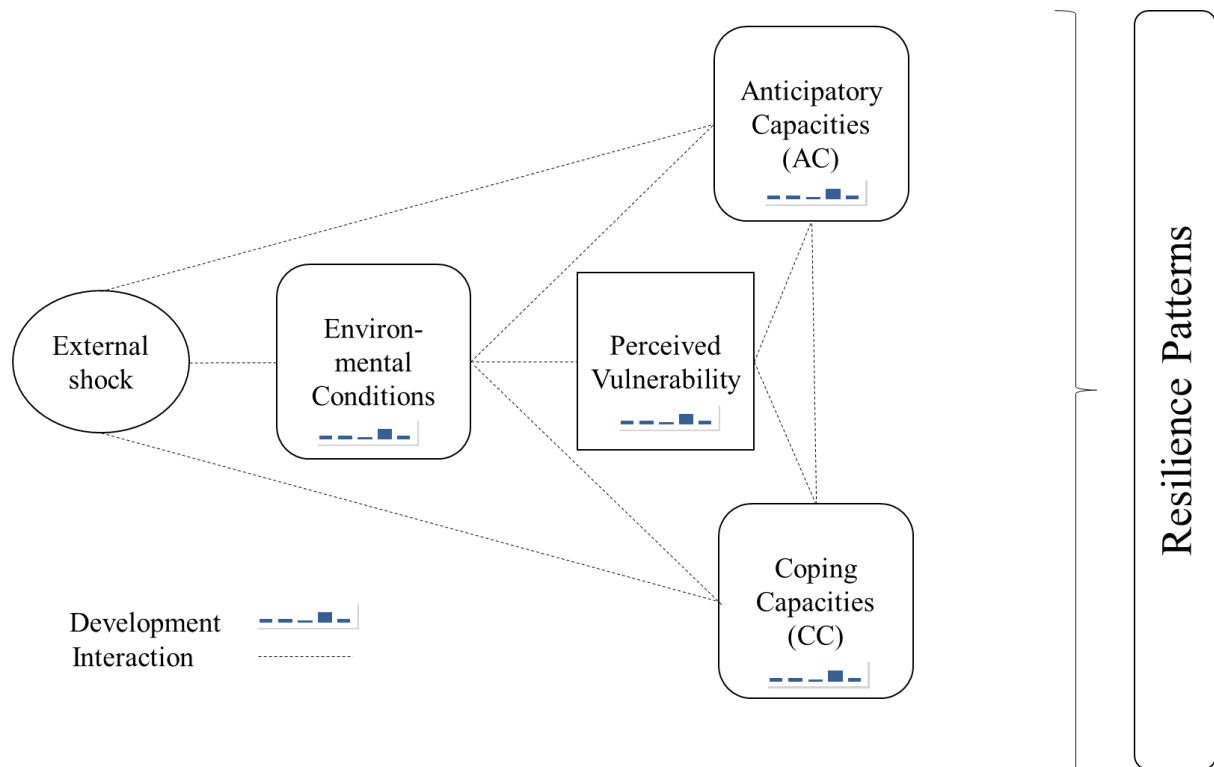 Anticipatory
Capacities
(AC)
External
shock
Environ-
mental
Conditions
Perceived
Vulnerability
Coping
Capacities
(CC)
Development
Interaction
Resilience Patterns